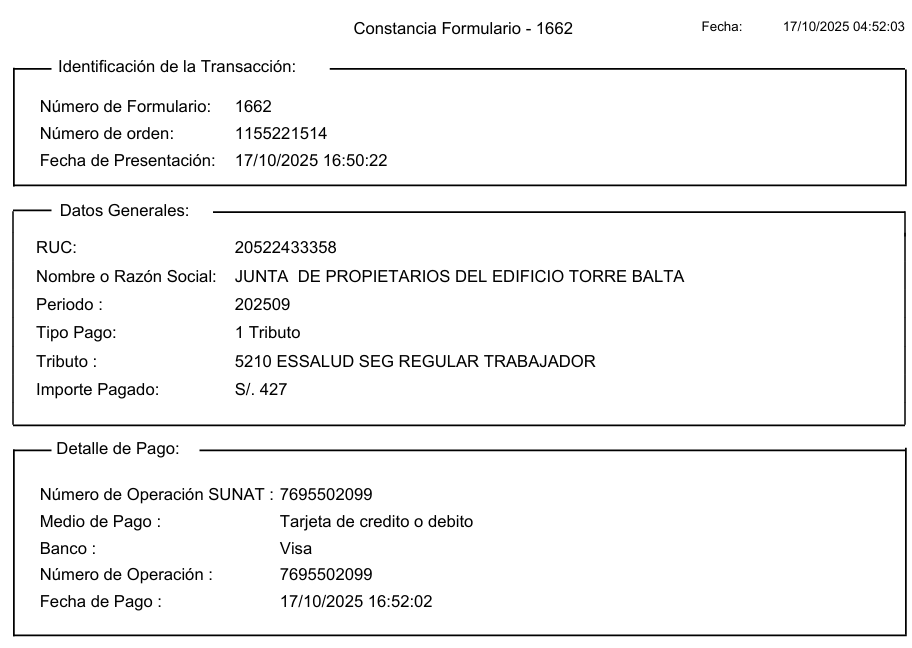 Constancia Formulario - 1662 Fecha: 17/10/2025 04:52:03
Identificación de la Transacción:
Número de Formulario: 1662
Número de orden: 1155221514
Fecha de Presentación: 17/10/2025 16:50:22
Datos Generales:
RUC: 20522433358
Nombre o Razón Social: JUNTA  DE PROPIETARIOS DEL EDIFICIO TORRE BALTA
Periodo : 202509
Tipo Pago: 1 Tributo
Tributo : 5210 ESSALUD SEG REGULAR TRABAJADOR
Importe Pagado: S/. 427
Detalle de Pago:
Número de Operación SUNAT : 7695502099
Medio de Pago : Tarjeta de credito o debito
Banco : Visa
Número de Operación : 7695502099
Fecha de Pago : 17/10/2025 16:52:02